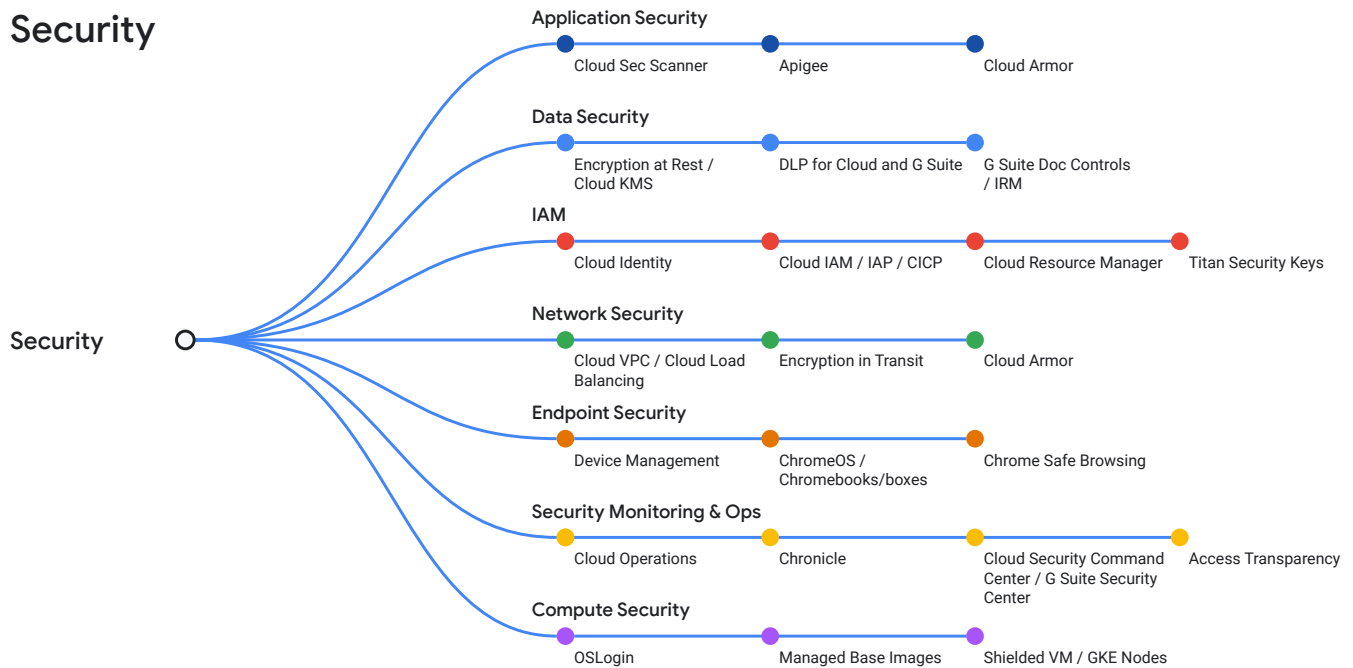 Security
Application Security
Cloud Sec Scanner
Apigee
Cloud Armor
Data Security
Encryption at Rest /
Cloud KMS
DLP for Cloud and G Suite
G Suite Doc Controls
/ IRM
IAM
Cloud Identity
Cloud IAM / IAP / CICP
Cloud Resource Manager
Titan Security Keys
Security
Network Security
Cloud VPC / Cloud Load
Balancing
Encryption in Transit
Cloud Armor
Endpoint Security
Device Management
ChromeOS /
Chromebooks/boxes
Chrome Safe Browsing
Security Monitoring & Ops
Cloud Operations
Chronicle
Cloud Security Command
Center / G Suite Security
Center
Access Transparency
Compute Security
OSLogin
Managed Base Images
Shielded VM / GKE Nodes